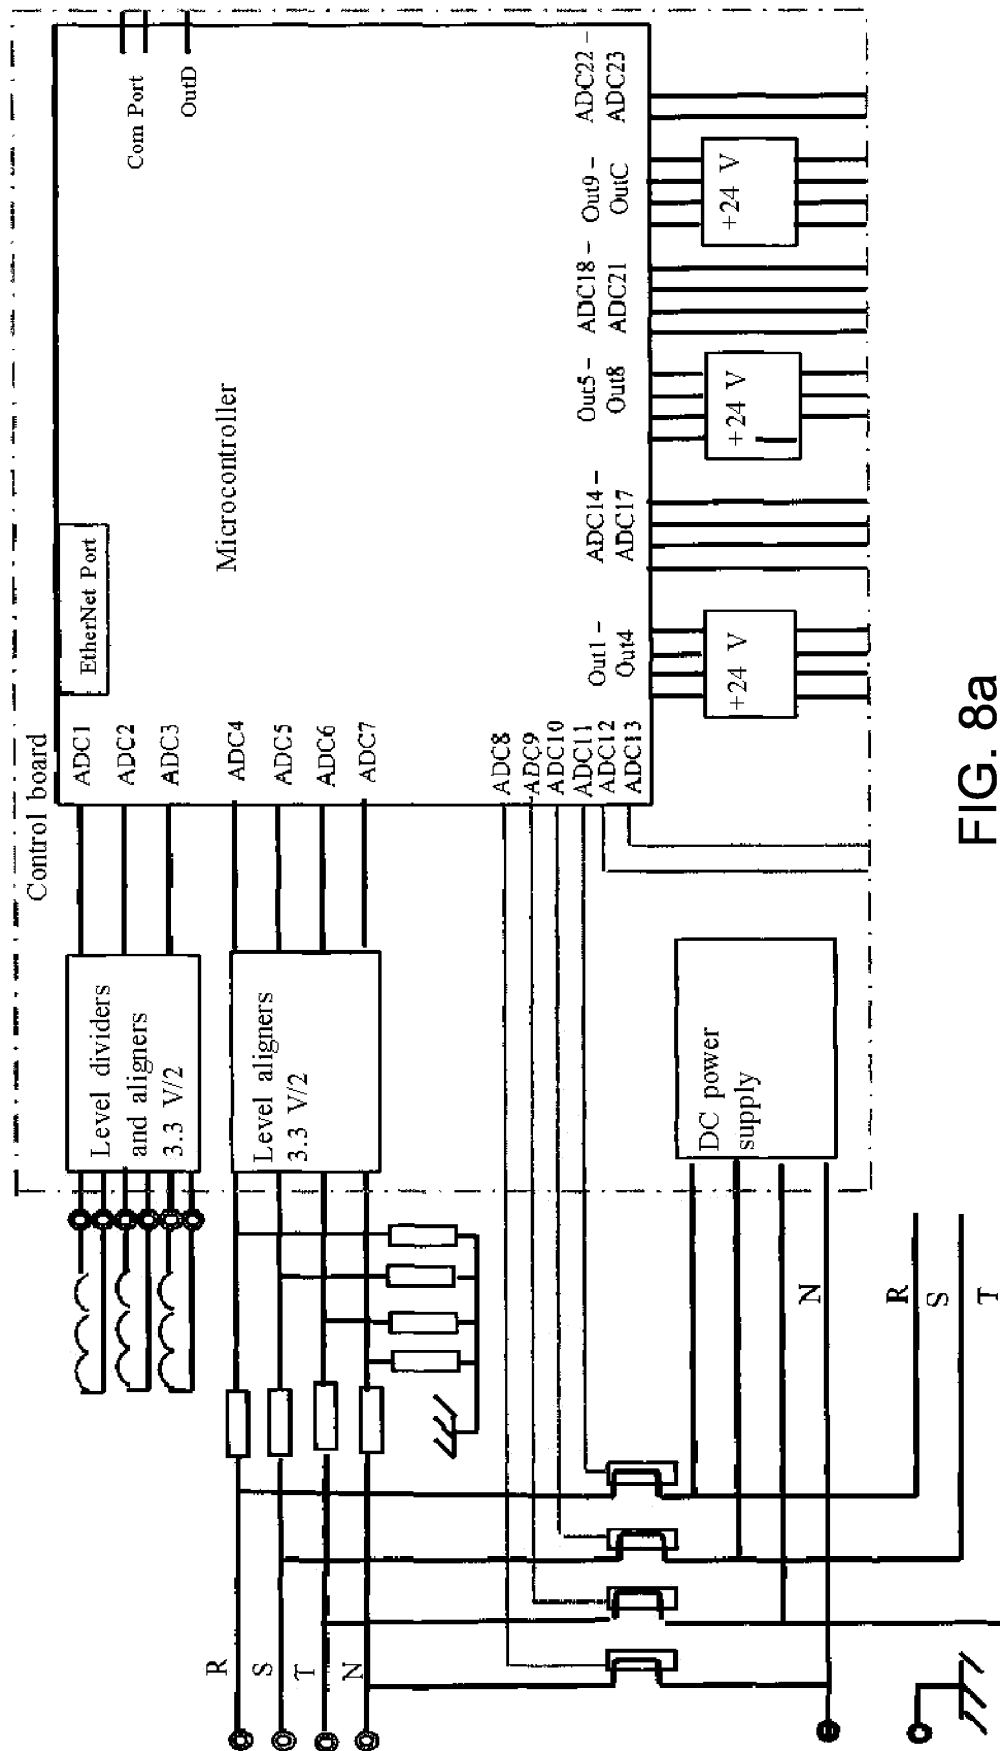 Control board
EtherNet Port
Com Port
OutD
Microcontroller
ADC1
ADC2
ADC3
ADC4
ADC5
ADC6
ADC7
ADC8
ADC9
ADC10
ADC11
ADC12
ADC13
Out1 –
Out4
ADC14 –
ADC17
Out5 –
Out8
ADC18 –
ADC21
Out9 –
OutC
ADC22 –
ADC23
+24 V
+24 V
+24 V
Level dividers
and aligners
3.3 V/2
Level aligners
3.3 V/2
DC power
supply
R
S
T
N
N
R
S
T
FIG. 8a